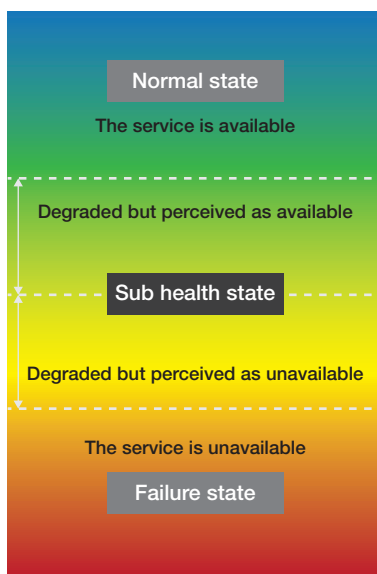 Normal state
The service is available
Degraded but perceived as available
Sub health state
Degraded but perceived as unavailable
The service is unavailable
Failure state